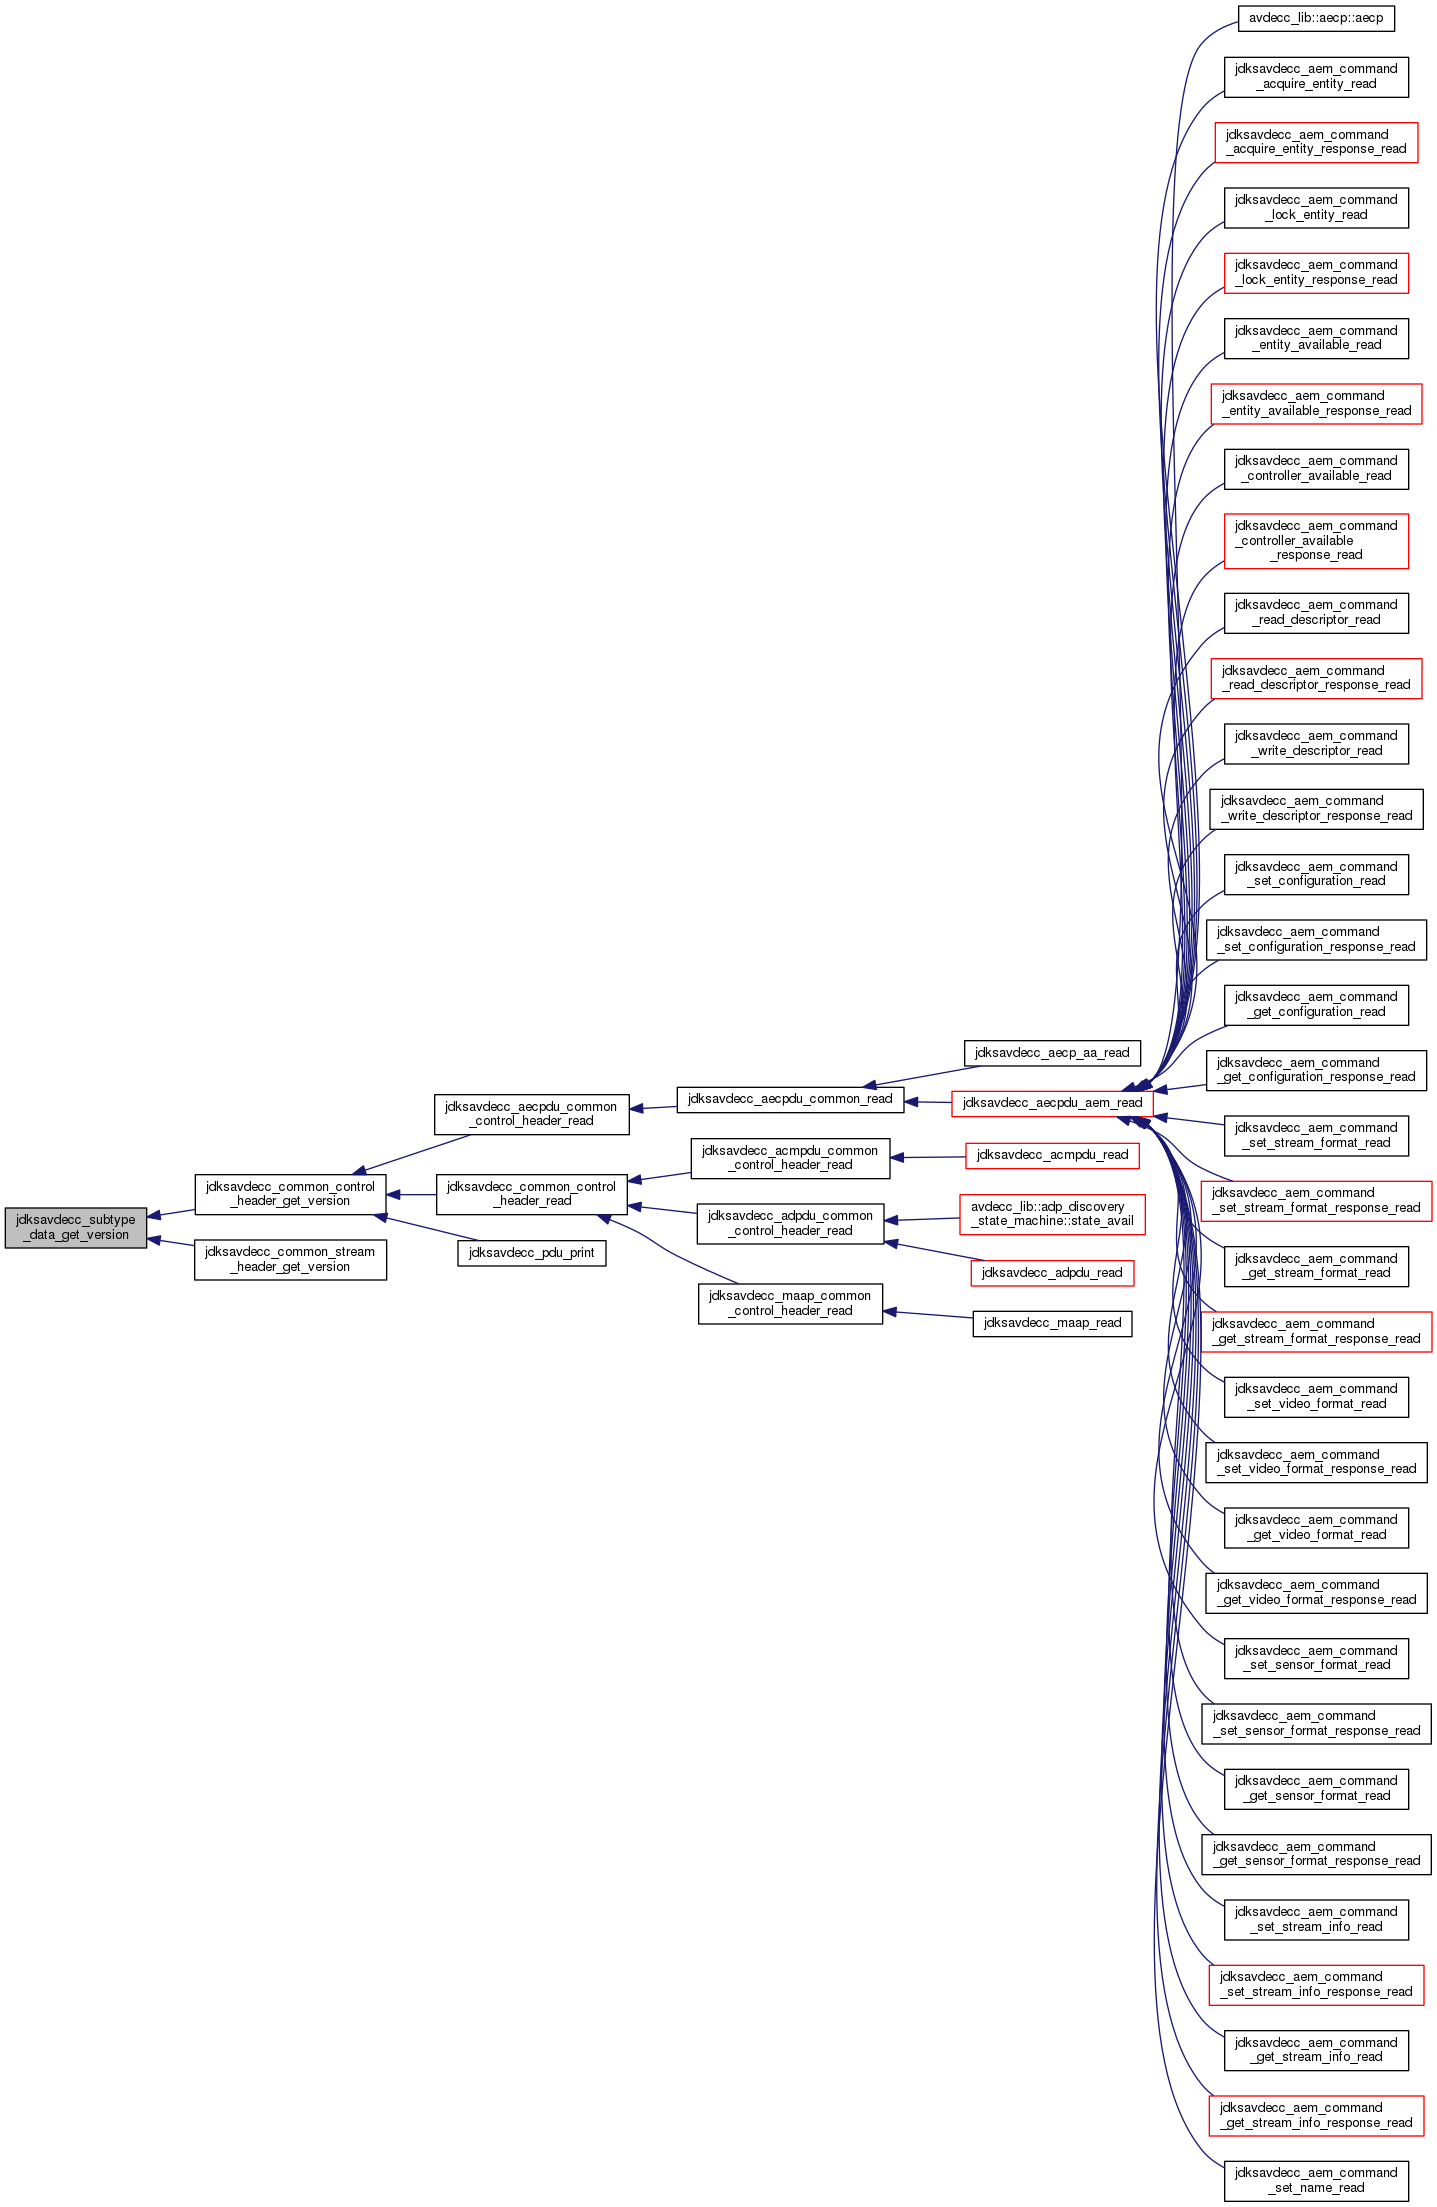 jdksavdecc_subtype
_data_get_version
jdksavdecc_common_control
_header_get_version
jdksavdecc_common_stream
_header_get_version
jdksavdecc_aecpdu_common
_control_header_read
jdksavdecc_common_control
_header_read
jdksavdecc_pdu_print
jdksavdecc_aecpdu_common_read
jdksavdecc_acmpdu_common
_control_header_read
jdksavdecc_adpdu_common
_control_header_read
jdksavdecc_maap_common
_control_header_read
jdksavdecc_aecp_aa_read
jdksavdecc_aecpdu_aem_read
jdksavdecc_acmpdu_read
avdecc_lib::adp_discovery
_state_machine::state_avail
jdksavdecc_adpdu_read
jdksavdecc_maap_read
avdecc_lib::aecp::aecp
jdksavdecc_aem_command
_acquire_entity_read
jdksavdecc_aem_command
_acquire_entity_response_read
jdksavdecc_aem_command
_lock_entity_read
jdksavdecc_aem_command
_lock_entity_response_read
jdksavdecc_aem_command
_entity_available_read
jdksavdecc_aem_command
_entity_available_response_read
jdksavdecc_aem_command
_controller_available_read
jdksavdecc_aem_command
_controller_available
_response_read
jdksavdecc_aem_command
_read_descriptor_read
jdksavdecc_aem_command
_read_descriptor_response_read
jdksavdecc_aem_command
_write_descriptor_read
jdksavdecc_aem_command
_write_descriptor_response_read
jdksavdecc_aem_command
_set_configuration_read
jdksavdecc_aem_command
_set_configuration_response_read
jdksavdecc_aem_command
_get_configuration_read
jdksavdecc_aem_command
_get_configuration_response_read
jdksavdecc_aem_command
_set_stream_format_read
jdksavdecc_aem_command
_set_stream_format_response_read
jdksavdecc_aem_command
_get_stream_format_read
jdksavdecc_aem_command
_get_stream_format_response_read
jdksavdecc_aem_command
_set_video_format_read
jdksavdecc_aem_command
_set_video_format_response_read
jdksavdecc_aem_command
_get_video_format_read
jdksavdecc_aem_command
_get_video_format_response_read
jdksavdecc_aem_command
_set_sensor_format_read
jdksavdecc_aem_command
_set_sensor_format_response_read
jdksavdecc_aem_command
_get_sensor_format_read
jdksavdecc_aem_command
_get_sensor_format_response_read
jdksavdecc_aem_command
_set_stream_info_read
jdksavdecc_aem_command
_set_stream_info_response_read
jdksavdecc_aem_command
_get_stream_info_read
jdksavdecc_aem_command
_get_stream_info_response_read
jdksavdecc_aem_command
_set_name_read